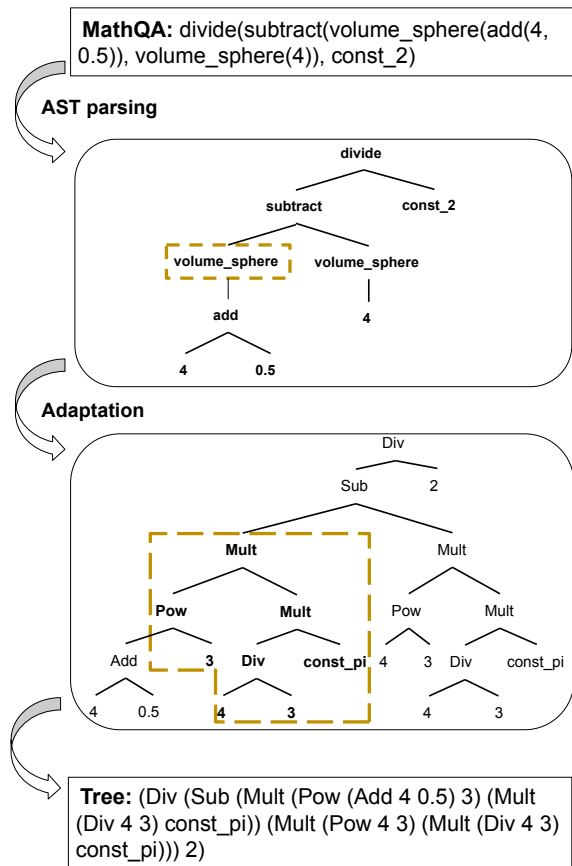 MathQA: divide(subtract(volume_sphere(add(4,
0.5)), volume_sphere(4)), const_2)
AST parsing
divide
subtract const_2
volume_sphere volume_sphere
add 4
4 0.5
Adaptation
Div
Sub 2
Mult Mult
Pow Mult Pow Mult
Add 3 Div const_pi 4 3 Div const_pi
4 0.5 4 3 4 3
Tree: (Div (Sub (Mult (Pow (Add 4 0.5) 3) (Mult
(Div 4 3) const_pi)) (Mult (Pow 4 3) (Mult (Div 4 3)
const_pi))) 2)